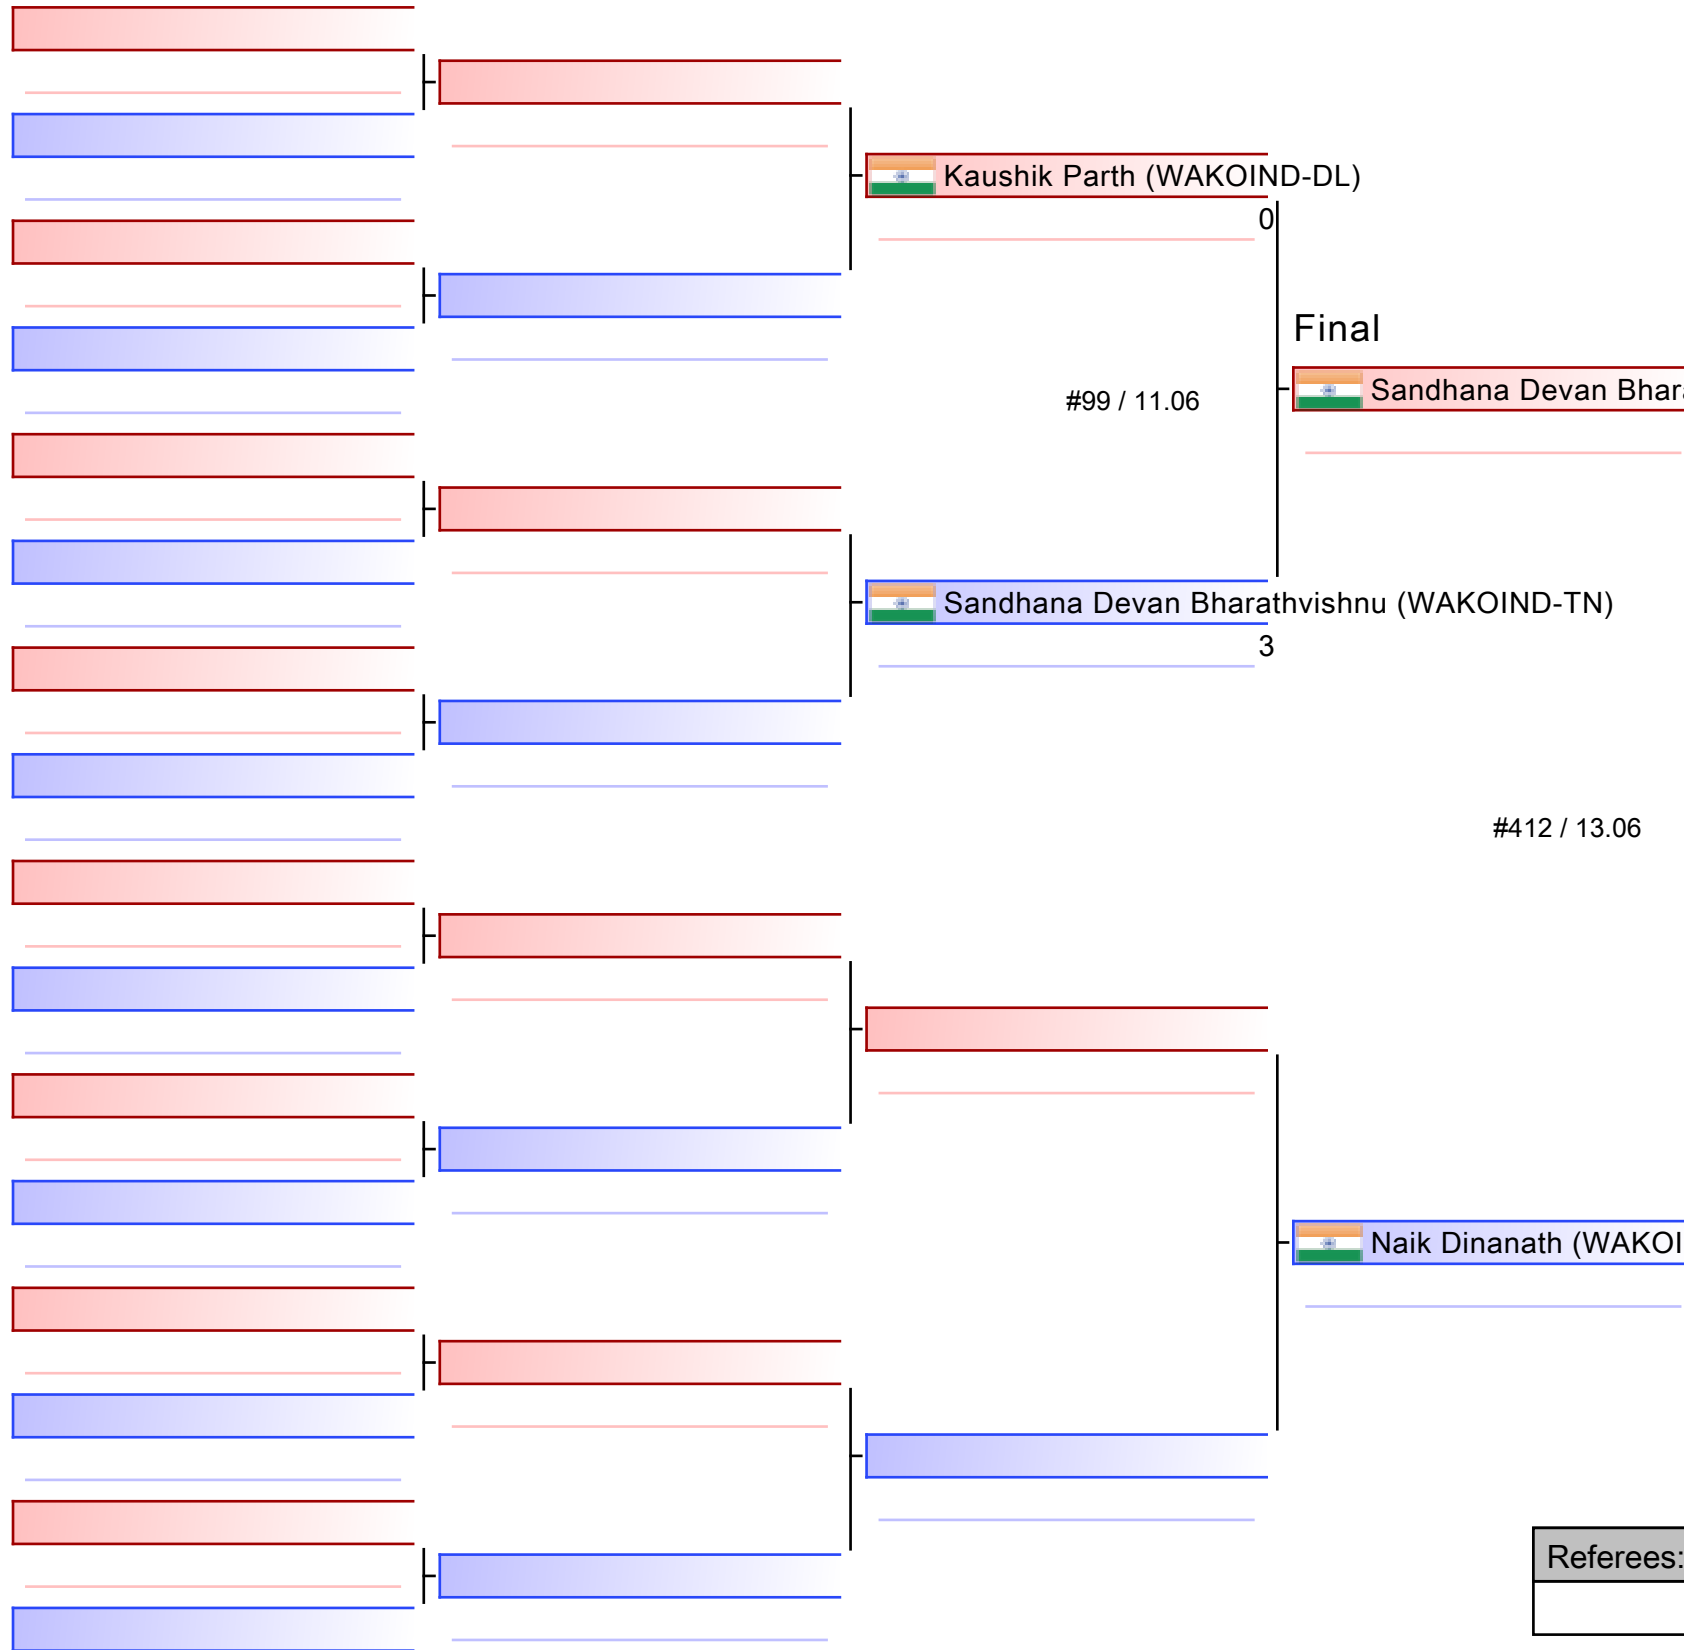 Kaushik Parth (WAKOIND-DL)
0
Final
Sandhana Devan Bhar
#99 / 11.06
Sandhana Devan Bharathvishnu (WAKOIND-TN)
3
#412 / 13.06
Naik Dinanath (WAKOI
Referees: